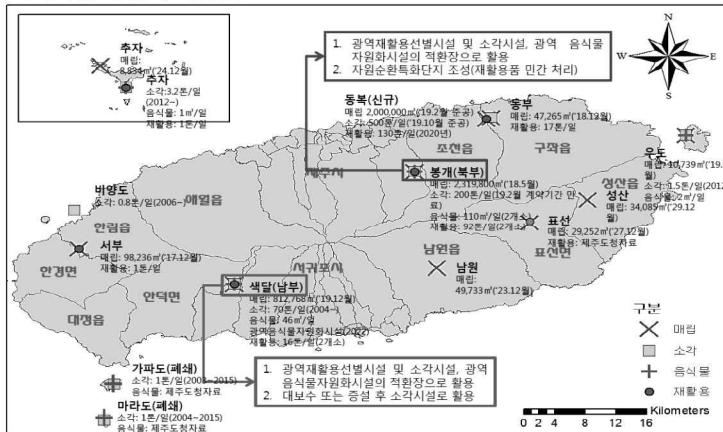 추자
매립:
8,834㎥('24.12월)
추자
소각:3.2톤/일
(2012~)
음식물: 1㎥/일
재활용: 1톤/일
1. 광역재활용선별시설 및 소각시설, 광역 음식물
자원화시설의 적환장으로 활용
2. 자원순환특화단지 조성(재활용품 민간 처리)
N
W
E
S
동복(신규)
매립 2,000,000㎥('19.2월 준공)
소각: 500톤/일('19.10월 준공)
재활용: 130톤/일(2020년)
동부
매립: 47,265㎥('18.12월)
재활용: 17톤/일
우도
매립: 10,739㎥('19.
월)
소각: 1.5톤/일(2012
음식물: 2㎥/일
제주시
조천읍
구좌읍
봉개(북부)
매립: 2,319,800㎥('18.5월)
소각: 200톤/일(19.2월 계약기간 만
료)
음식물: 110㎥/일(2개소)
재활용: 92톤/일(2개소)
성산읍
성산
매립: 34,085㎥('29.12
월)
비양도
소각: 0.8톤/일(2006~)
애월읍
한림읍
서부
매립: 98,236㎥('17.12월)
재활용: 1톤/일
한경면
표선
매립: 29,252㎥('27.12월)
재활용: 제주도청자료
표선면
남원읍
남원
매립:
49,733㎥('23.12월)
서귀포시
안덕면
대정읍
색달(남부)
매립: 812,768㎥('19.12월)
소각: 70톤/일(2004~)
음식물: 46㎥/일
광역음식물자원화시설(2022)
재활용: 16톤/일(2개소)
가파도(폐쇄)
소각: 1톤/일(2003~2015)
음식물: 제주도청자료
마라도(폐쇄)
소각: 1톤/일(2004~2015)
음식물: 제주도청자료
1. 광역재활용선별시설 및 소각시설, 광역
음식물자원화시설의 적환장으로 활용
2. 대보수 또는 증설 후 소각시설로 활용
구분
매립
소각
음식물
재활용
0 2 4 8 12 16
Kilometers